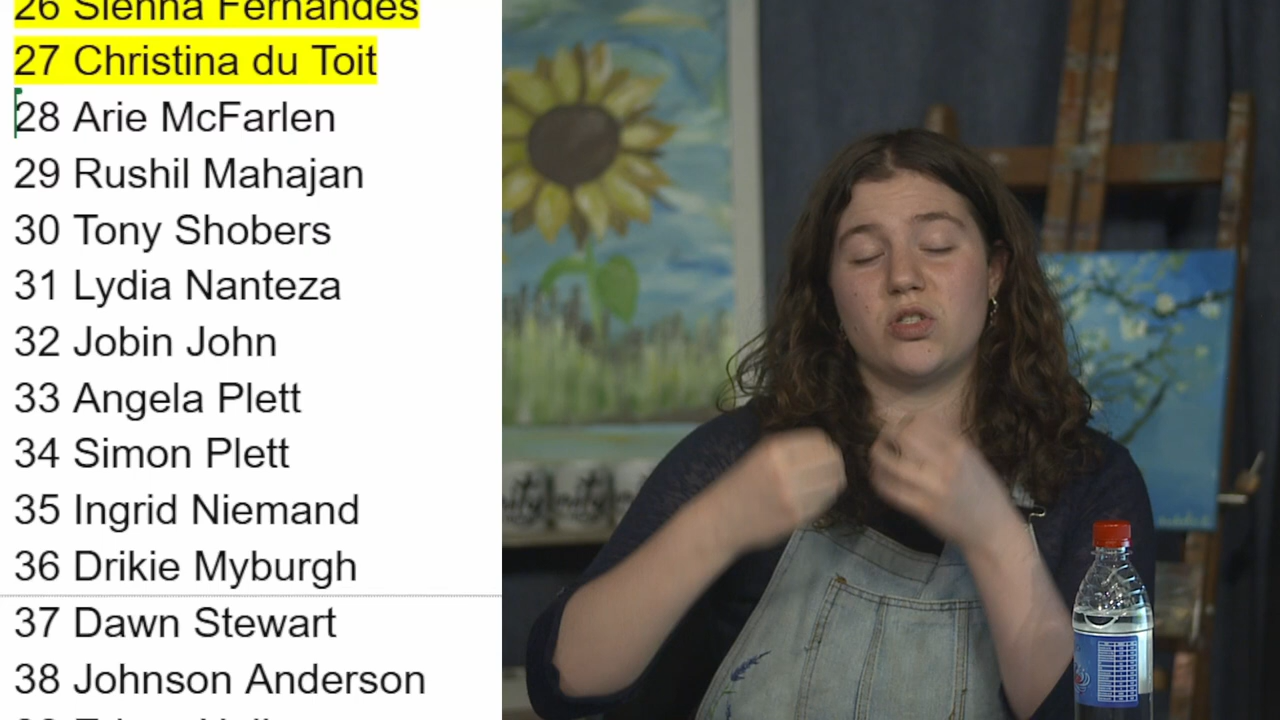 26 Sienna Fernandes
27 Christina du Toit
28 Arie McFarlen
29 Rushil Mahajan
30 Tony Shobers
31 Lydia Nanteza
32 Jobin John
33 Angela Plett
34 Simon Plett
35 Ingrid Niemand
36 Drikie Myburgh
37 Dawn Stewart
38 Johnson Anderson